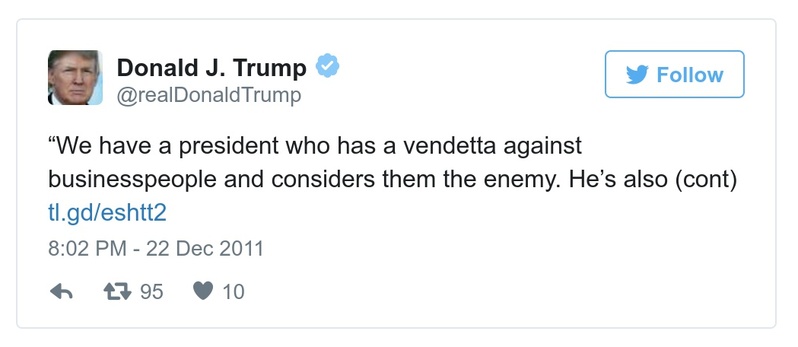 Donald J. Trump
@realDonaldTrump
Follow
“We have a president who has a vendetta against
businesspeople and considers them the enemy. He’s also (cont)
tl.gd/eshtt2
8:02 PM - 22 Dec 2011
95 10